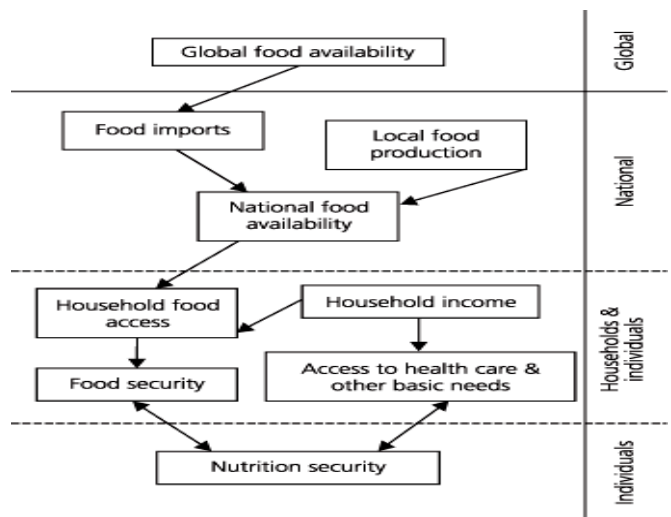 Global food availability
Global
Food imports
Local food
production
National food
availability
National
Household food
access
Household income
Food security
Access to health care &
other basic needs
Households &
individuals
Nutrition security
Individuals